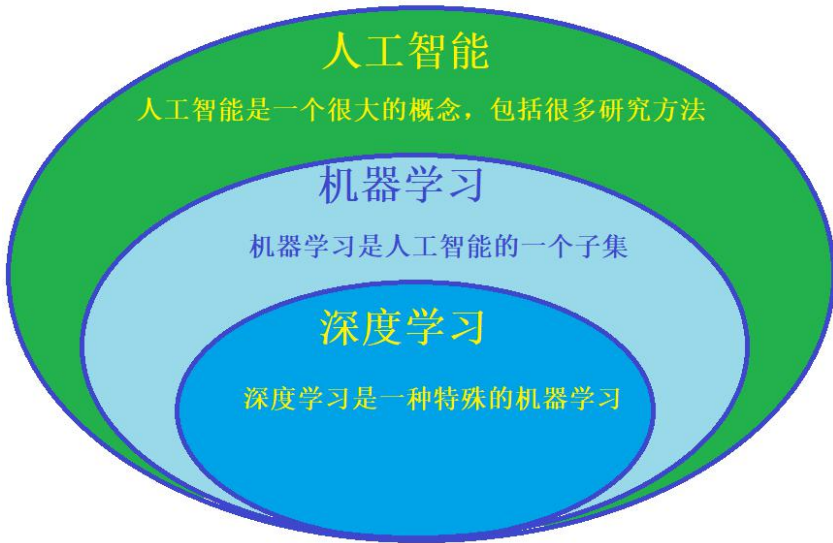 人工智能
人工智能是一个很大的概念，包括很多研究方法
机器学习
机器学习是人工智能的一个子集
深度学习
深度学习是一种特殊的机器学习